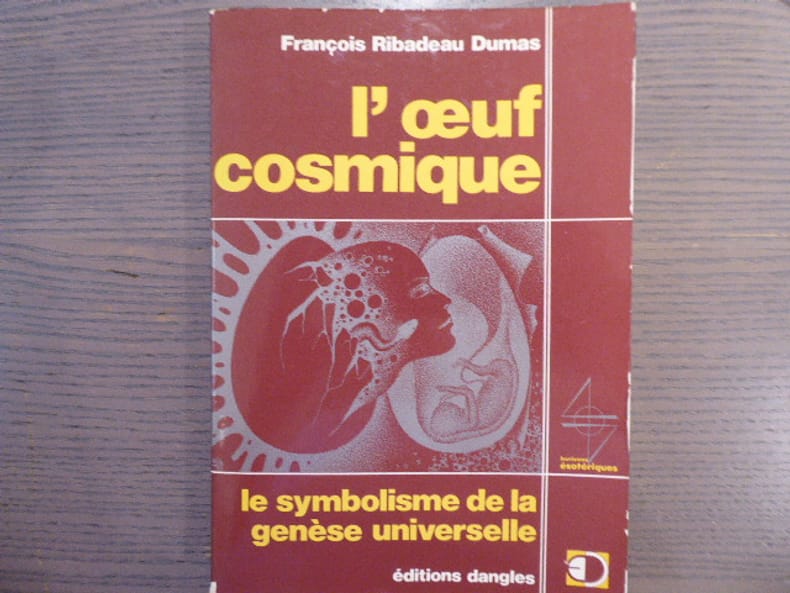 François Ribadeau Dumas
l'œuf
cosmique
horizons
ésotériques
le symbolisme de la
genèse universelle
éditions dangles